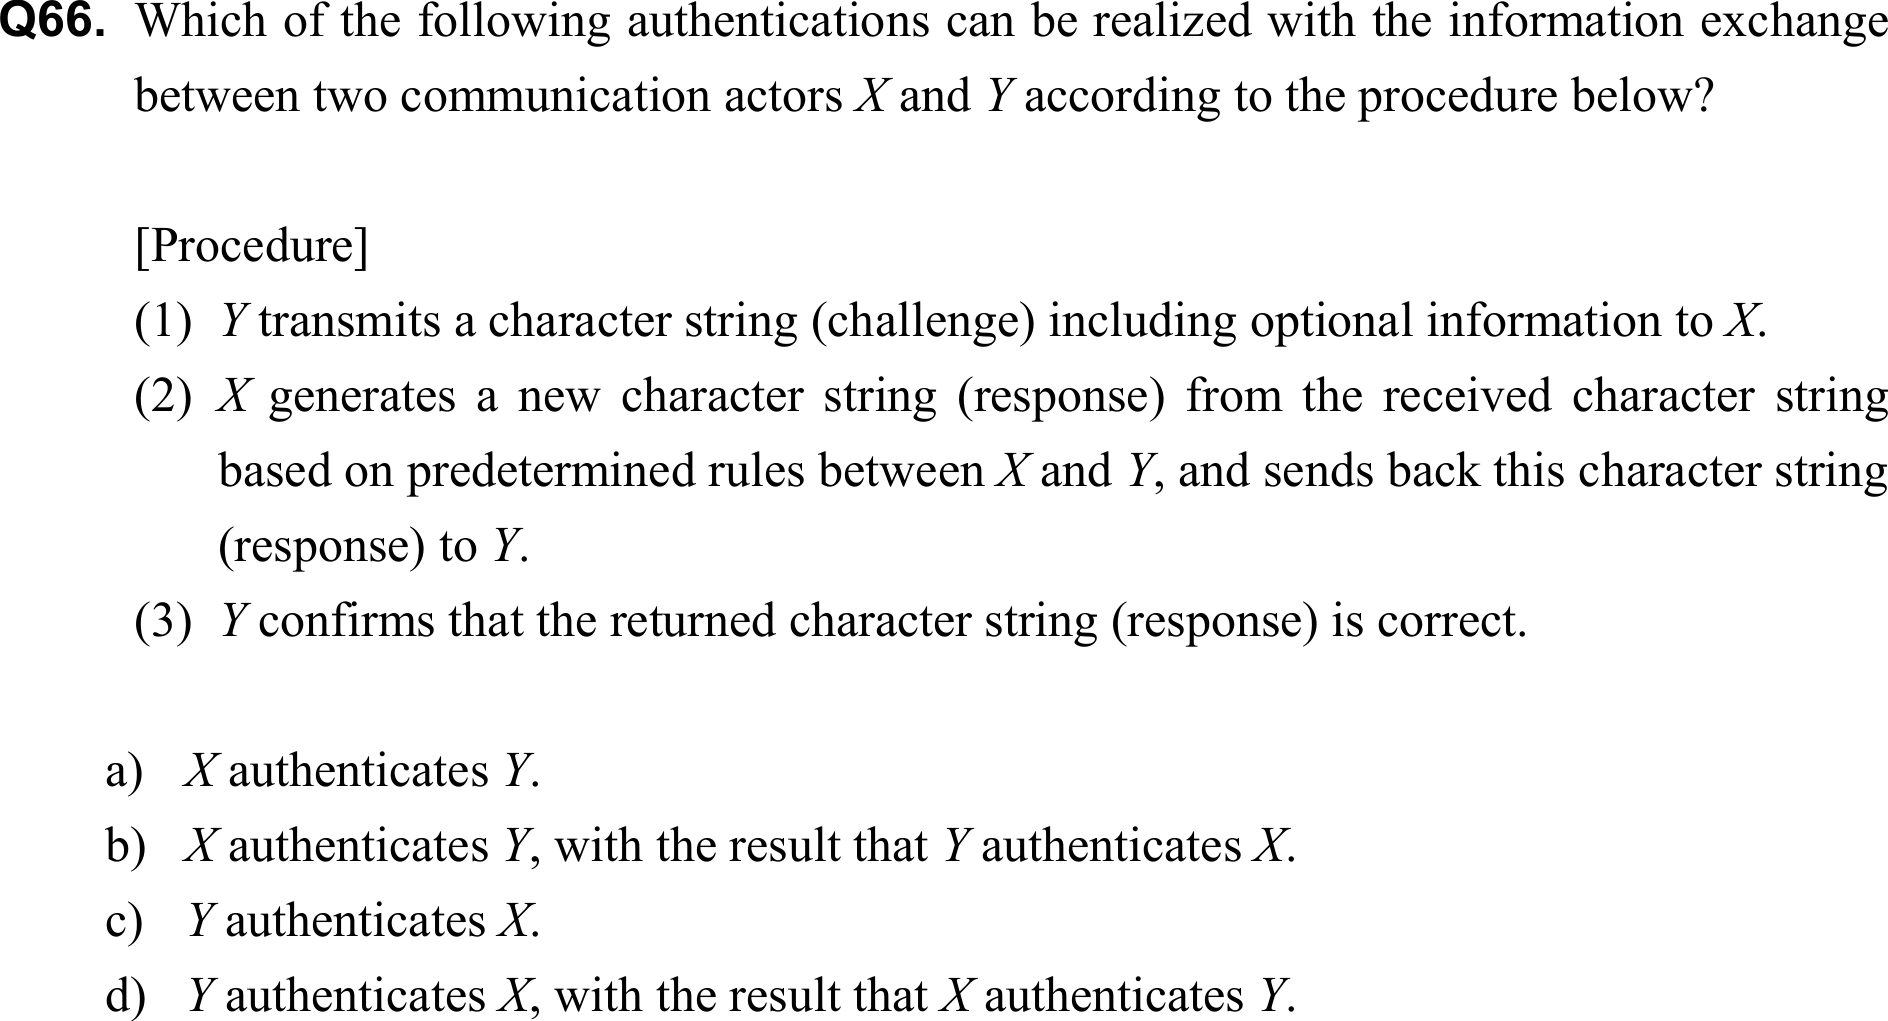 Q66. Which of the following authentications can be realized with the information exchange
between two communication actors X and Y according to the procedure below?
[Procedure]
(1) Y transmits a character string (challenge) including optional information to X.
(2) X generates a new character string (response) from the received character string
based on predetermined rules between X and Y, and sends back this character string
(response) to Y.
(3) Y confirms that the returned character string (response) is correct.
a) X authenticates Y.
b) X authenticates Y, with the result that Y authenticates X.
c) Y authenticates X.
d) Y authenticates X, with the result that X authenticates Y.